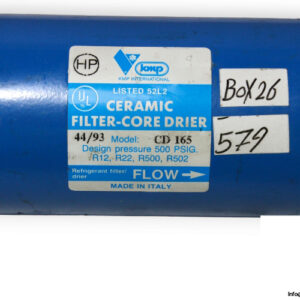 HP
kmp
KMP INTERNATIONAL
LISTED 52L2
UL
CERAMIC
FILTER-CORE DRIER
44/93 Model: CD 165
Design pressure 500 PSIG.
R12, R22, R500, R502
Refrigerant filter/
drier
FLOW →
MADE IN ITALY
BOX 26
579